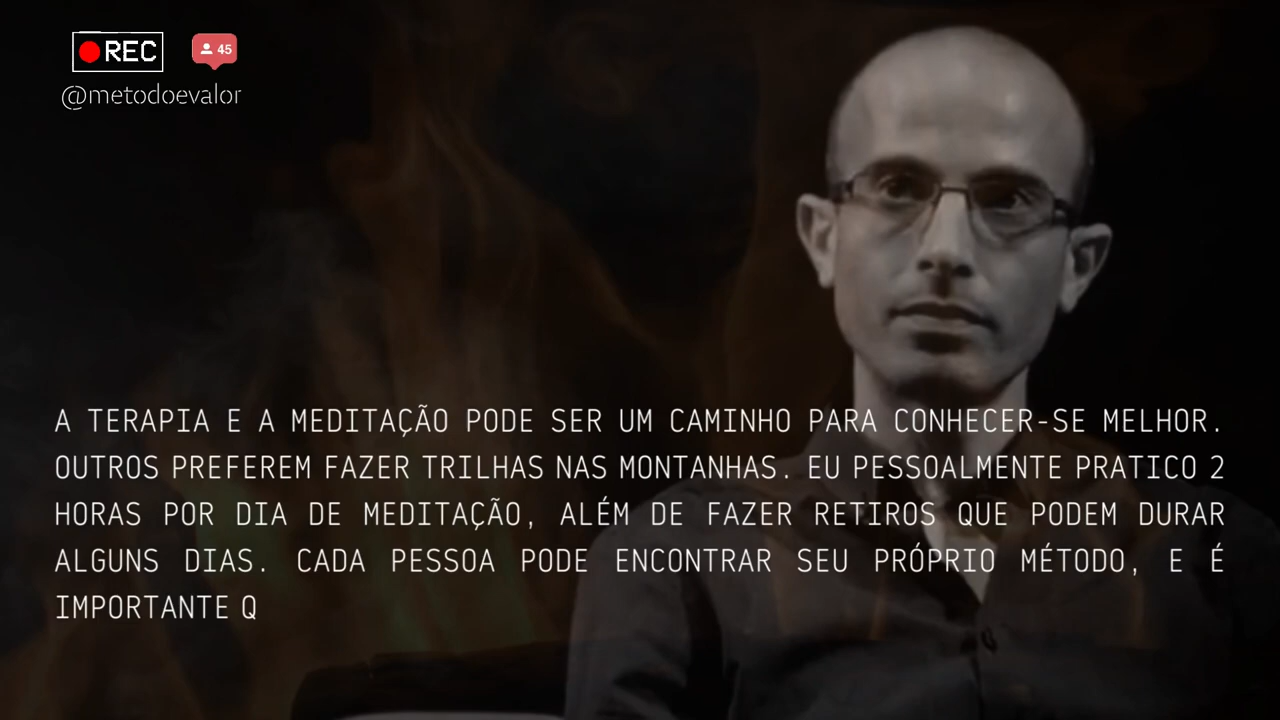 REC
45
@metodoevalor
A TERAPIA E A MEDITAÇÃO PODE SER UM CAMINHO PARA CONHECER-SE MELHOR.
OUTROS PREFEREM FAZER TRILHAS NAS MONTANHAS. EU PESSOALMENTE PRATICO 2
HORAS POR DIA DE MEDITAÇÃO, ALÉM DE FAZER RETIROS QUE PODEM DURAR
ALGUNS DIAS. CADA PESSOA PODE ENCONTRAR SEU PRÓPRIO MÉTODO, E É
IMPORTANTE Q